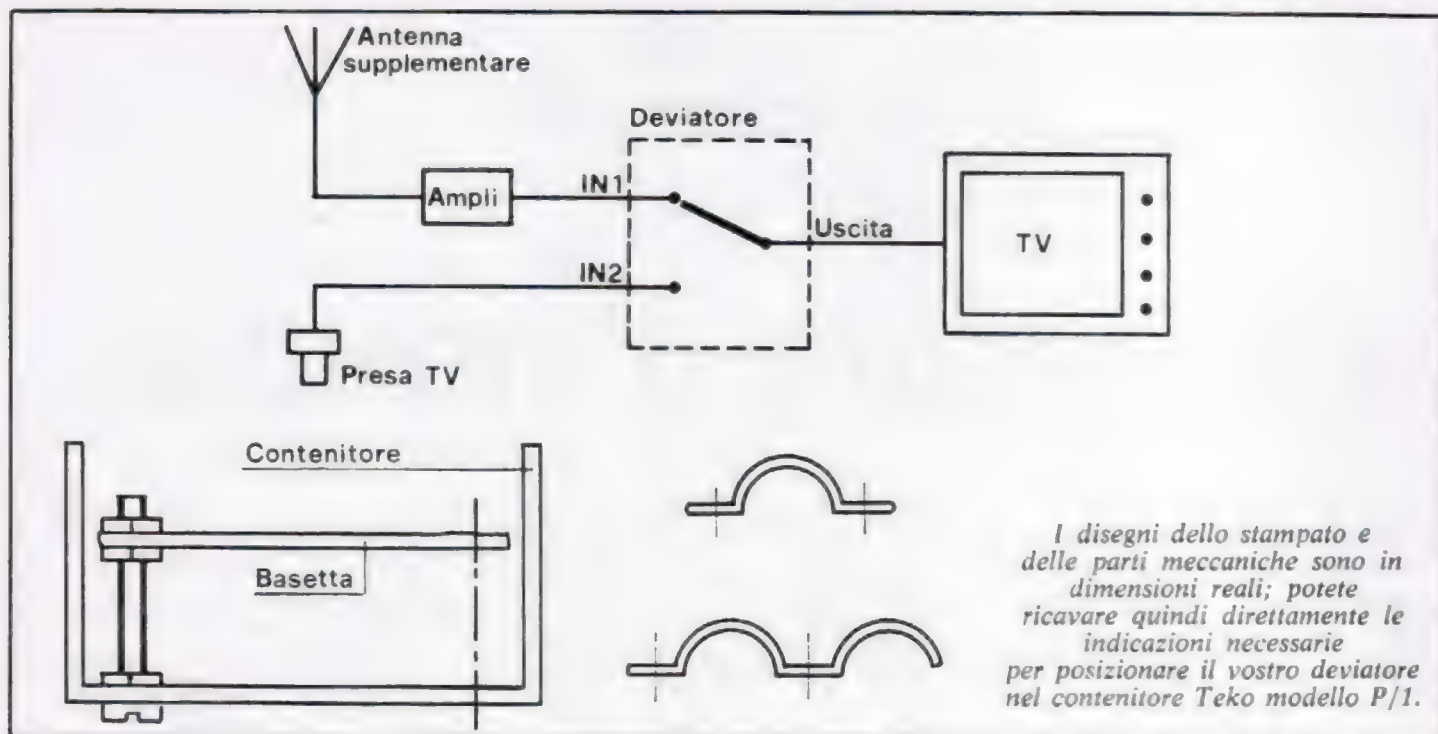 Antenna
supplementare
Deviatore
Ampli
IN1
Uscita
TV
IN2
Presa TV
Contenitore
Basetta
I disegni dello stampato e
delle parti meccaniche sono in
dimensioni reali; potete
ricavare quindi direttamente le
indicazioni necessarie
per posizionare il vostro deviatore
nel contenitore Teko modello P/1.